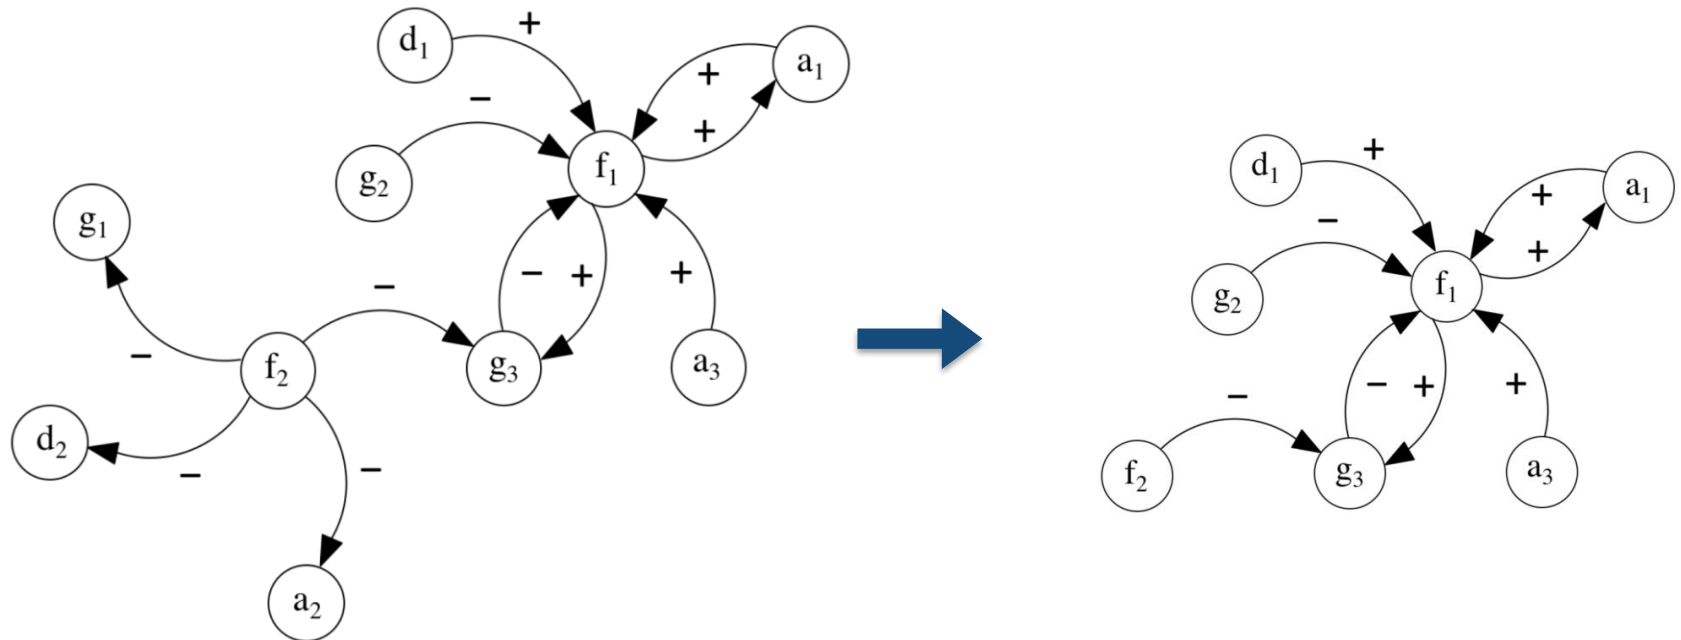 d₁ + a₁
+
− +
g₂ f₁
g₁
− + +
−
− f₂ g₃ a₃
d₂
− −
a₂
d₁ + a₁
+
− +
g₂ f₁
− + +
−
f₂ g₃ a₃